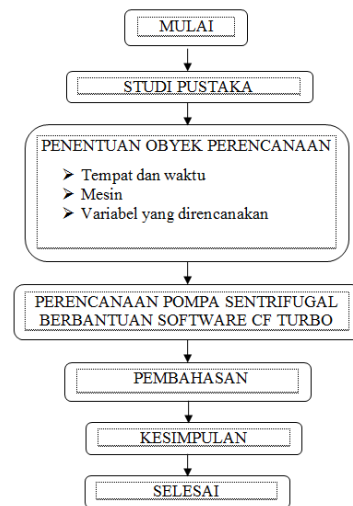 MULAI
STUDI PUSTAKA
PENENTUAN OBYEK PERENCANAAN
➤ Tempat dan waktu
➤ Mesin
➤ Variabel yang direncanakan
PERENCANAAN POMPA SENTRIFUGAL
BERBANTUAN SOFTWARE CF TURBO
PEMBAHASAN
KESIMPULAN
SELESAI